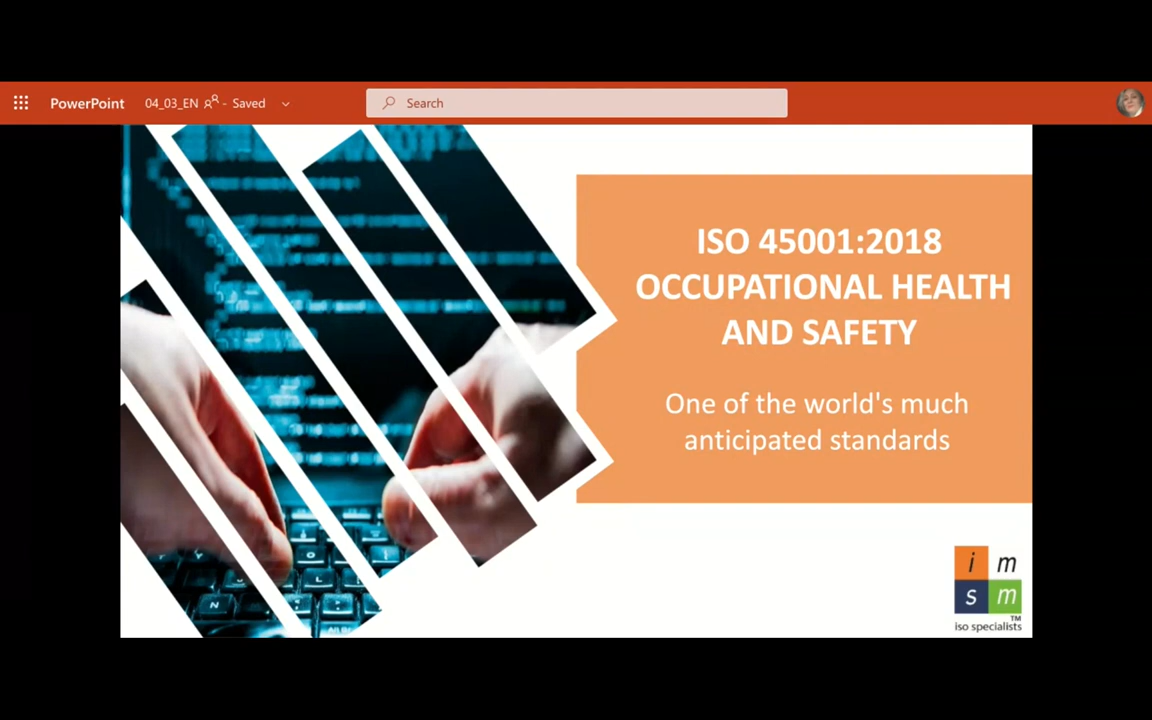 PowerPoint
04_03_EN - Saved
Search
ISO 45001:2018
OCCUPATIONAL HEALTH
AND SAFETY
One of the world's much
anticipated standards
i m
s m
TM
iso specialists